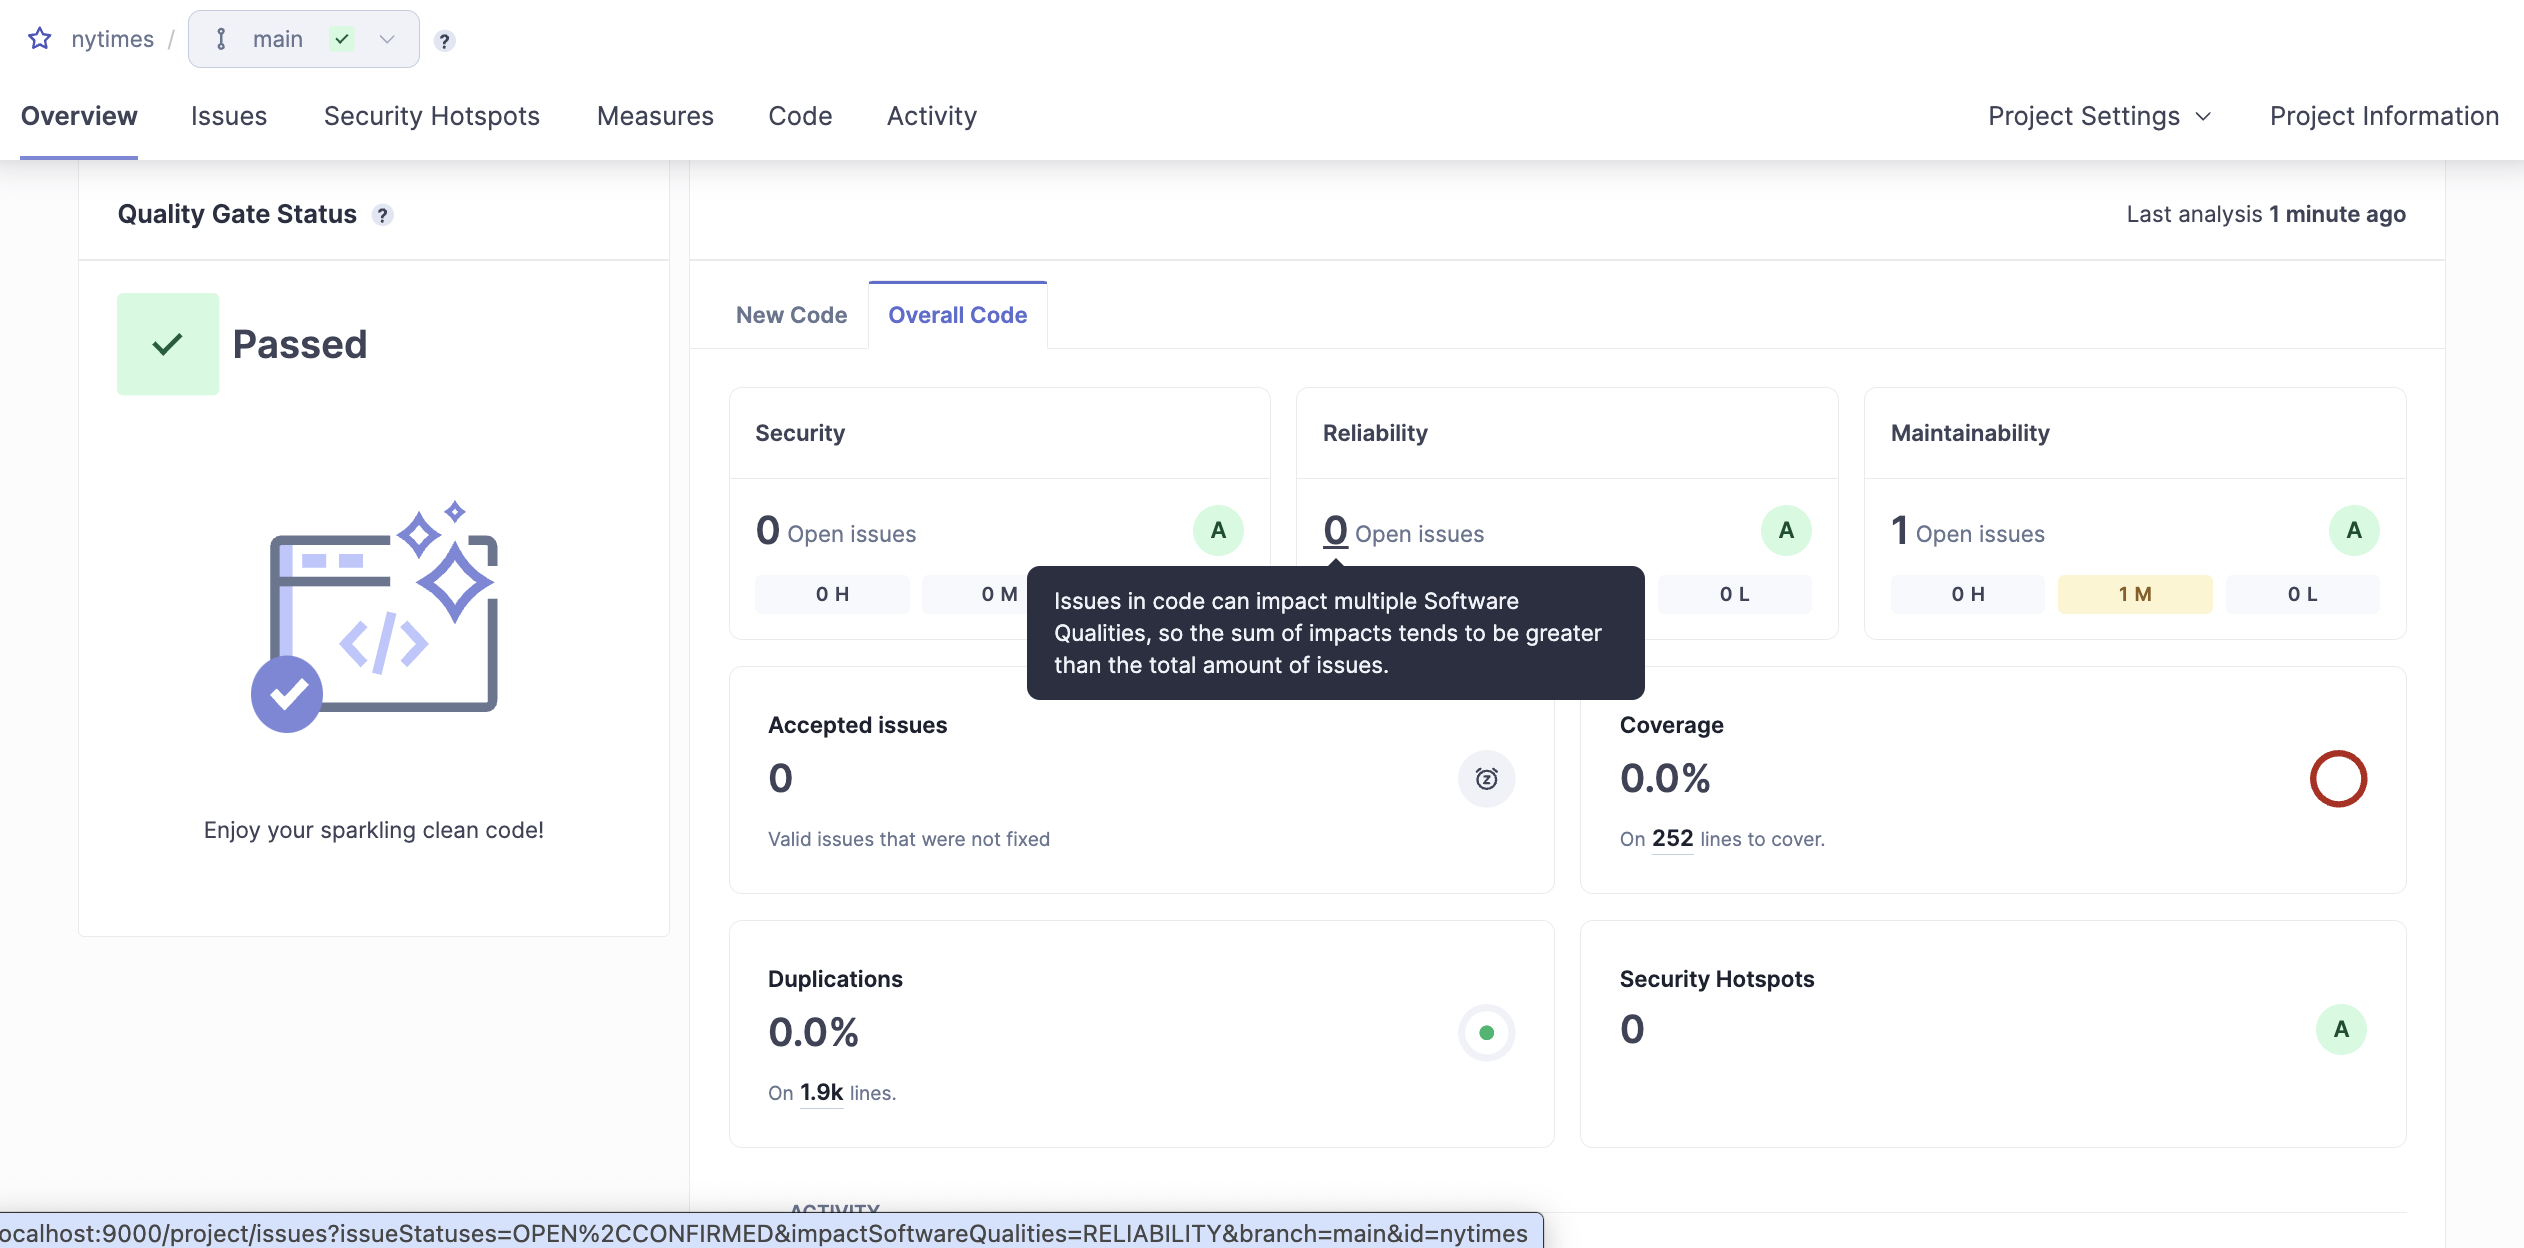 nytimes / main ?
Overview Issues Security Hotspots Measures Code Activity Project Settings Project Information
Quality Gate Status ?
Last analysis 1 minute ago
Passed
Enjoy your sparkling clean code!
New Code Overall Code
Security
0 Open issues A
0 H 0 M
Reliability
0 Open issues A
0 L
Maintainability
1 Open issues A
0 H 1 M 0 L
Issues in code can impact multiple Software
Qualities, so the sum of impacts tends to be greater
than the total amount of issues.
Accepted issues
0
Valid issues that were not fixed
Coverage
0.0%
On 252 lines to cover.
Duplications
0.0%
On 1.9k lines.
Security Hotspots
0 A
ACTIVITY
ocalhost:9000/project/issues?issueStatuses=OPEN%2CCONFIRMED&impactSoftwareQualities=RELIABILITY&branch=main&id=nytimes